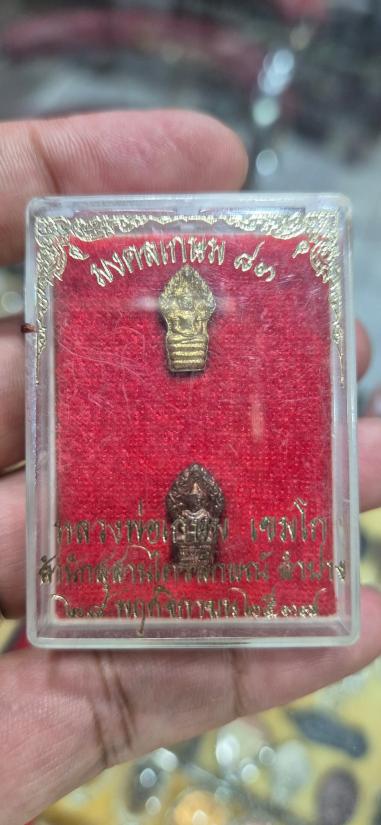 มงคลเกษม ๘๓
หลวงพ่อเกษม เขมโก
สำนักสุสานไตรลักษณ์ ลำปาง
๒๘ พฤศจิกายน